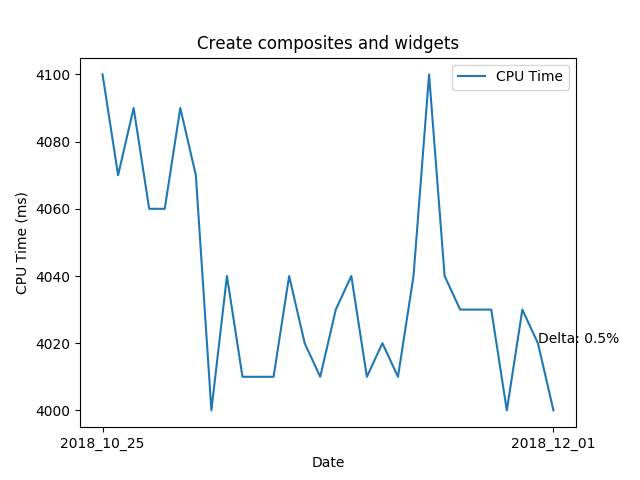 Create composites and widgets
CPU Time
4100
4080
4060
4040
4020
4000
CPU Time (ms)
Delta: 0.5%
2018_10_25
2018_12_01
Date